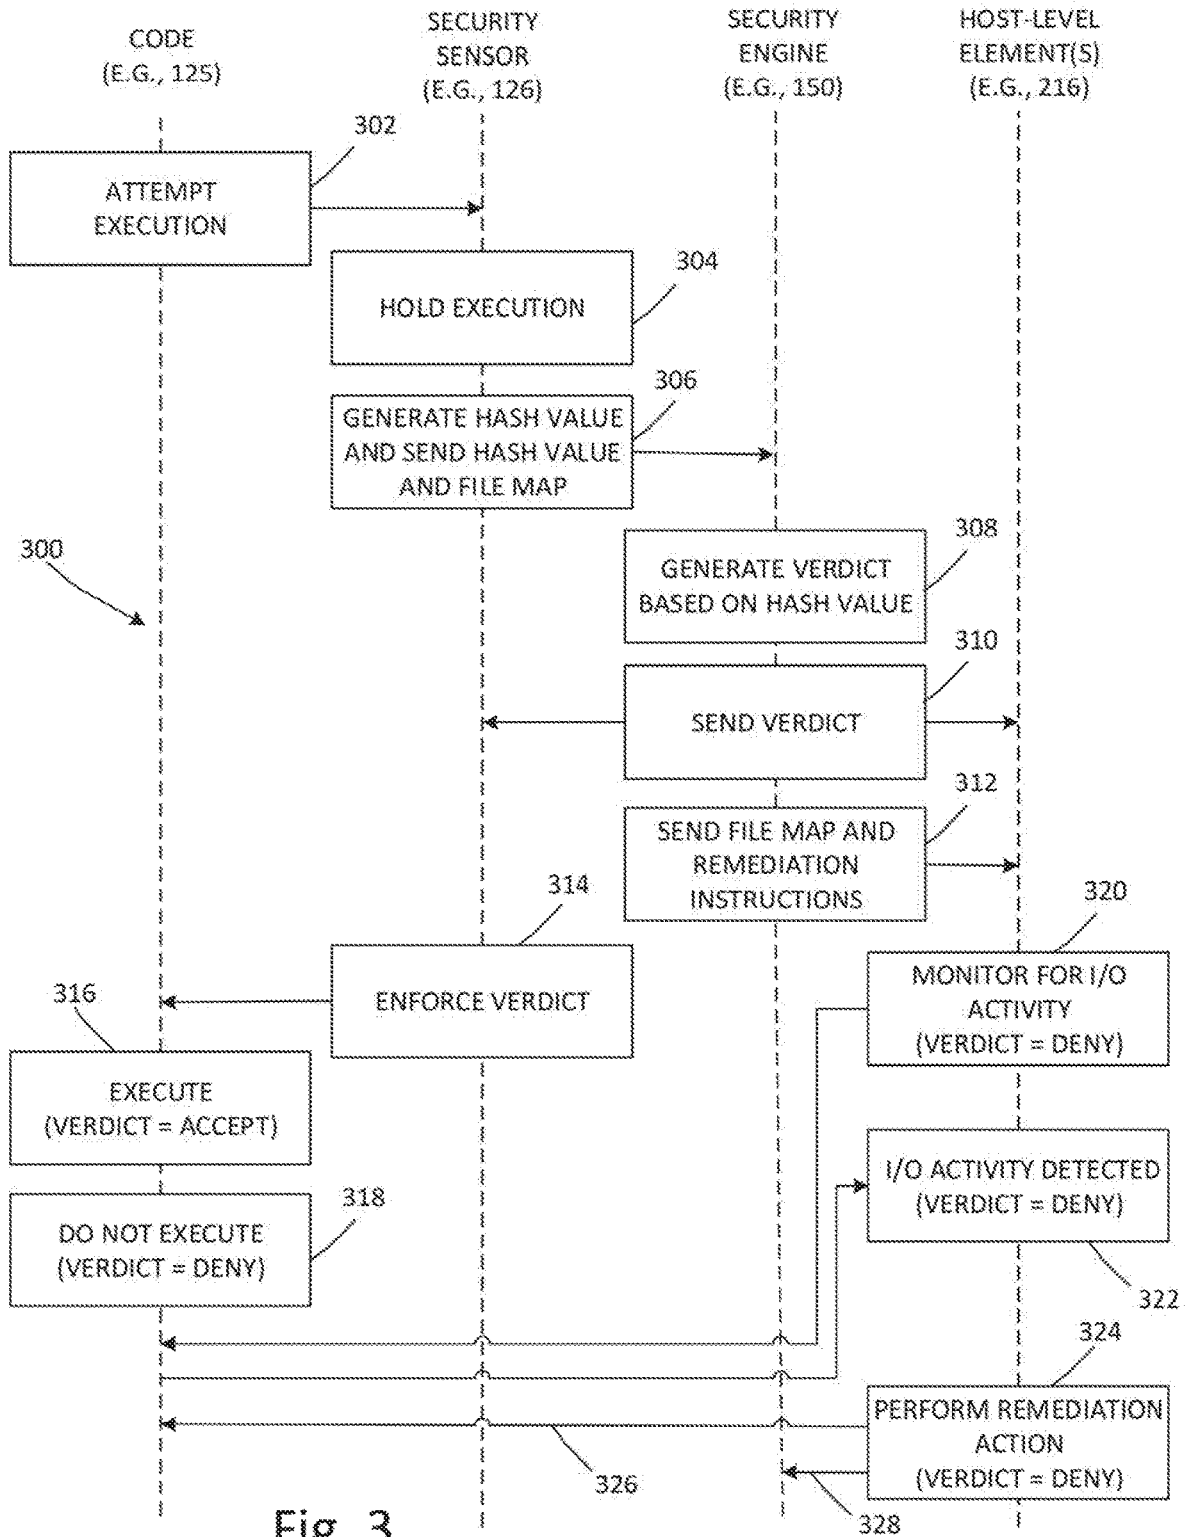 CODE
(E.G., 125)
SECURITY
SENSOR
(E.G., 126)
SECURITY
ENGINE
(E.G., 150)
HOST-LEVEL
ELEMENT(S)
(E.G., 216)
302
ATTEMPT
EXECUTION
304
HOLD EXECUTION
306
GENERATE HASH VALUE
AND SEND HASH VALUE
AND FILE MAP
300
308
GENERATE VERDICT
BASED ON HASH VALUE
310
SEND VERDICT
312
SEND FILE MAP AND
REMEDIATION
INSTRUCTIONS
314
ENFORCE VERDICT
320
MONITOR FOR I/O
ACTIVITY
(VERDICT = DENY)
316
EXECUTE
(VERDICT = ACCEPT)
I/O ACTIVITY DETECTED
(VERDICT = DENY)
322
318
DO NOT EXECUTE
(VERDICT = DENY)
324
PERFORM REMEDIATION
ACTION
(VERDICT = DENY)
326
328
Fig. 3